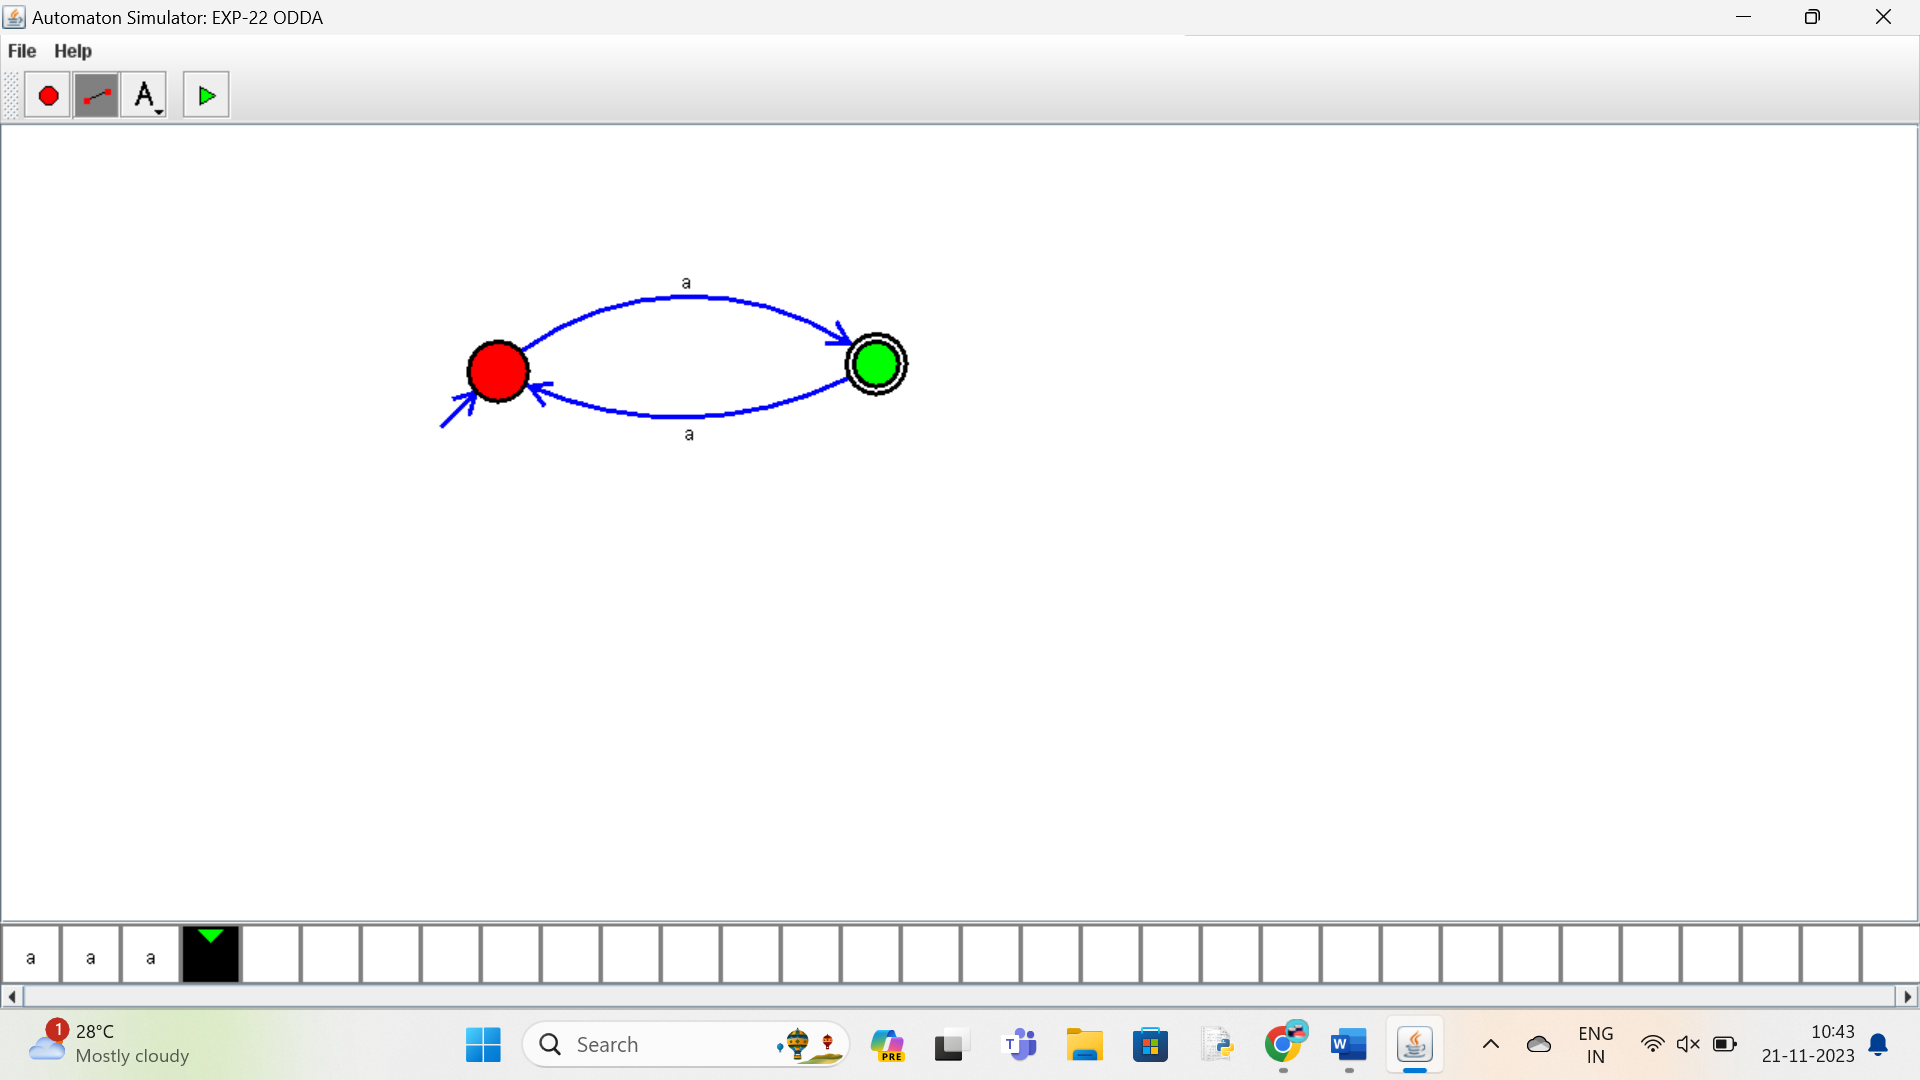 Automaton Simulator: EXP-22 ODDA
File Help
A
a
a
a a a
1 28°C
Mostly cloudy
Search
PRE
T
W
ENG
IN
10:43
21-11-2023